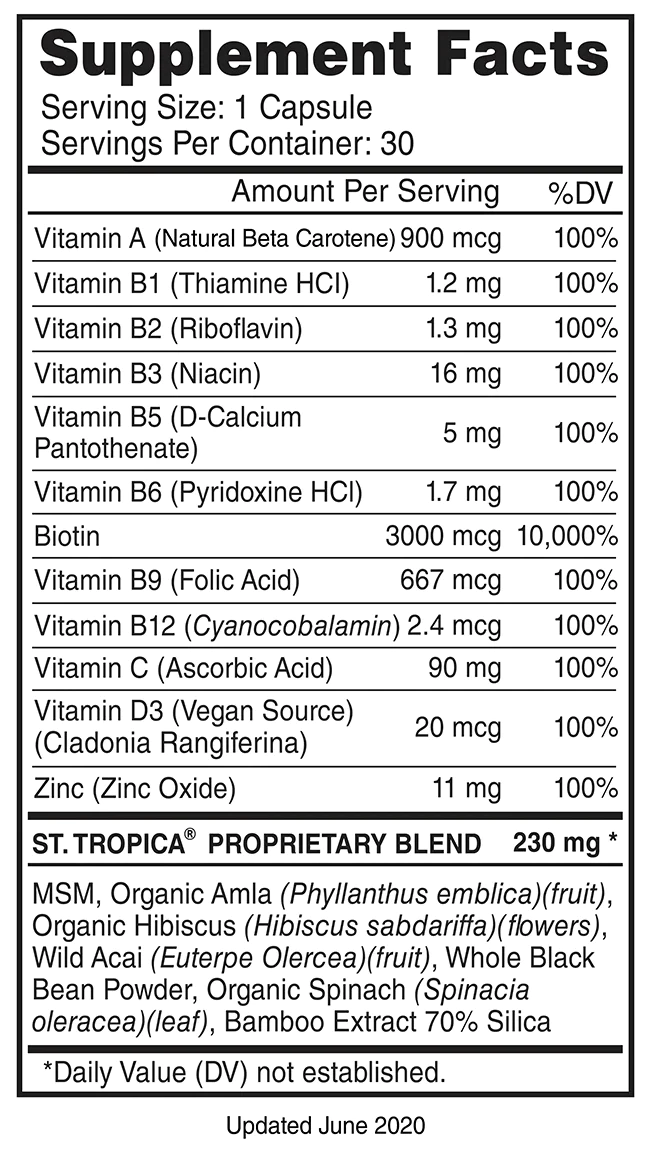 Supplement Facts
Serving Size: 1 Capsule
Servings Per Container: 30
Amount Per Serving %DV
Vitamin A (Natural Beta Carotene) 900 mcg 100%
Vitamin B1 (Thiamine HCl) 1.2 mg 100%
Vitamin B2 (Riboflavin) 1.3 mg 100%
Vitamin B3 (Niacin) 16 mg 100%
Vitamin B5 (D-Calcium
Pantothenate) 5 mg 100%
Vitamin B6 (Pyridoxine HCl) 1.7 mg 100%
Biotin 3000 mcg 10,000%
Vitamin B9 (Folic Acid) 667 mcg 100%
Vitamin B12 (Cyanocobalamin) 2.4 mcg 100%
Vitamin C (Ascorbic Acid) 90 mg 100%
Vitamin D3 (Vegan Source)
(Cladonia Rangiferina) 20 mcg 100%
Zinc (Zinc Oxide) 11 mg 100%
ST. TROPICA® PROPRIETARY BLEND 230 mg *
MSM, Organic Amla (Phyllanthus emblica)(fruit),
Organic Hibiscus (Hibiscus sabdariffa)(flowers),
Wild Acai (Euterpe Olercea)(fruit), Whole Black
Bean Powder, Organic Spinach (Spinacia
oleracea)(leaf), Bamboo Extract 70% Silica
*Daily Value (DV) not established.
Updated June 2020